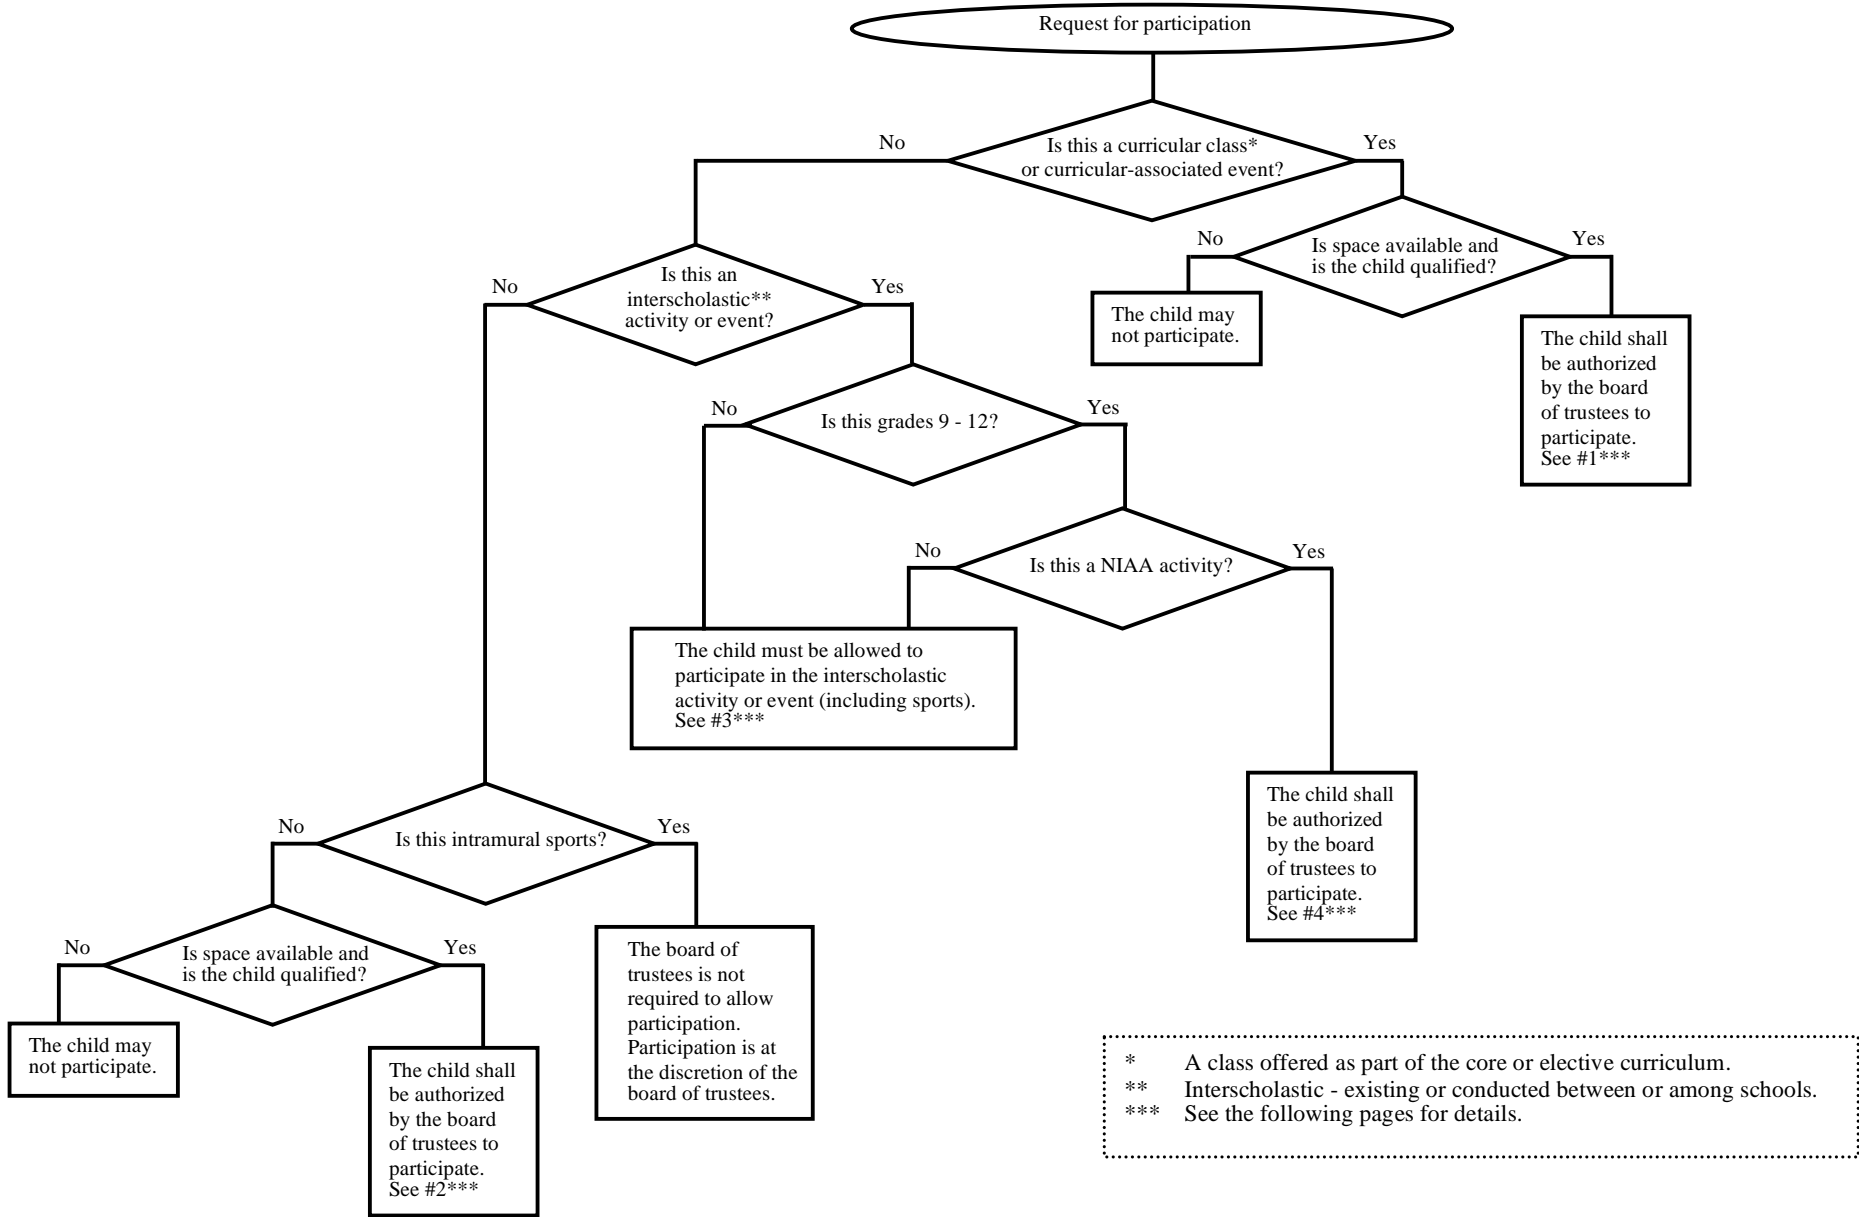 Request for participation
No
Is this a curricular class*
or curricular-associated event?
Yes
No
Is space available and
is the child qualified?
Yes
No
Is this an
interscholastic**
activity or event?
Yes
The child may
not participate.
The child shall
be authorized
by the board
of trustees to
participate.
See #1***
No
Is this grades 9 - 12?
Yes
No
Is this a NIAA activity?
Yes
The child must be allowed to
participate in the interscholastic
activity or event (including sports).
See #3***
The child shall
be authorized
by the board
of trustees to
participate.
See #4***
No
Is this intramural sports?
Yes
No
Is space available and
is the child qualified?
Yes
The board of
trustees is not
required to allow
participation.
Participation is at
the discretion of the
board of trustees.
The child may
not participate.
The child shall
be authorized
by the board
of trustees to
participate.
See #2***
* A class offered as part of the core or elective curriculum.
** Interscholastic - existing or conducted between or among schools.
*** See the following pages for details.